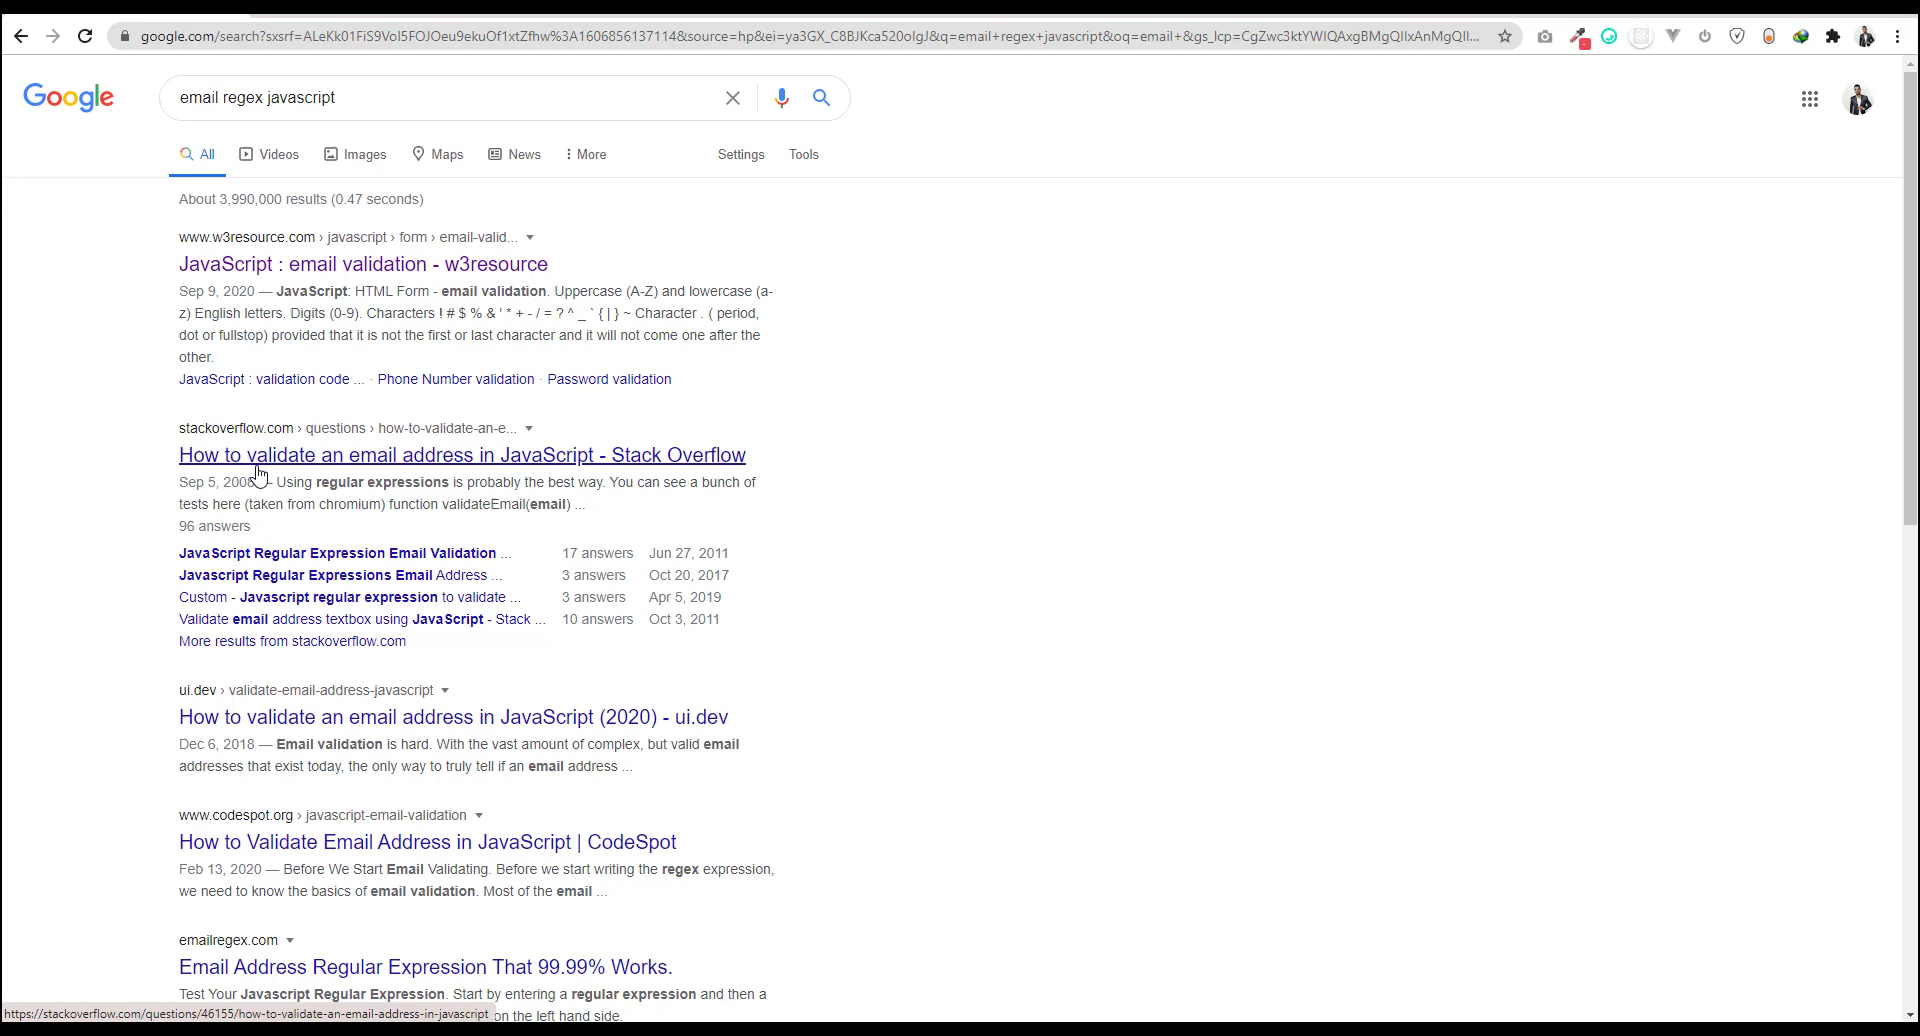 google.com/search?sxsrf=ALeKk01FiS9VoI5FOJOeu9ekuOf1xtZfhw%3A1606856137114&source=hp&ei=ya3GX_C8BJKca520oIgJ&q=email+regex+javascript&oq=email+&gs_lcp=CgZwc3ktYWIQAxgBMgQIIxAnMgQII...
Google
email regex javascript
All Videos Images Maps News More Settings Tools
About 3,990,000 results (0.47 seconds)
www.w3resource.com › javascript › form › email-valid...
JavaScript : email validation - w3resource
Sep 9, 2020 — JavaScript: HTML Form - email validation. Uppercase (A-Z) and lowercase (a-
z) English letters. Digits (0-9). Characters ! # $ % & ' * + - / = ? ^ _ ` { | } ~ Character . ( period,
dot or fullstop) provided that it is not the first or last character and it will not come one after the
other.
JavaScript : validation code ... · Phone Number validation · Password validation
stackoverflow.com › questions › how-to-validate-an-e...
How to validate an email address in JavaScript - Stack Overflow
Sep 5, 2008 — Using regular expressions is probably the best way. You can see a bunch of
tests here (taken from chromium) function validateEmail(email) ...
96 answers
JavaScript Regular Expression Email Validation ... 17 answers Jun 27, 2011
Javascript Regular Expressions Email Address ... 3 answers Oct 20, 2017
Custom - Javascript regular expression to validate ... 3 answers Apr 5, 2019
Validate email address textbox using JavaScript - Stack ... 10 answers Oct 3, 2011
More results from stackoverflow.com
ui.dev › validate-email-address-javascript
How to validate an email address in JavaScript (2020) - ui.dev
Dec 6, 2018 — Email validation is hard. With the vast amount of complex, but valid email
addresses that exist today, the only way to truly tell if an email address ...
www.codespot.org › javascript-email-validation
How to Validate Email Address in JavaScript | CodeSpot
Feb 13, 2020 — Before We Start Email Validating. Before we start writing the regex expression,
we need to know the basics of email validation. Most of the email ...
emailregex.com
Email Address Regular Expression That 99.99% Works.
Test Your Javascript Regular Expression. Start by entering a regular expression and then a
on the left hand side.
https://stackoverflow.com/questions/46155/how-to-validate-an-email-address-in-javascript